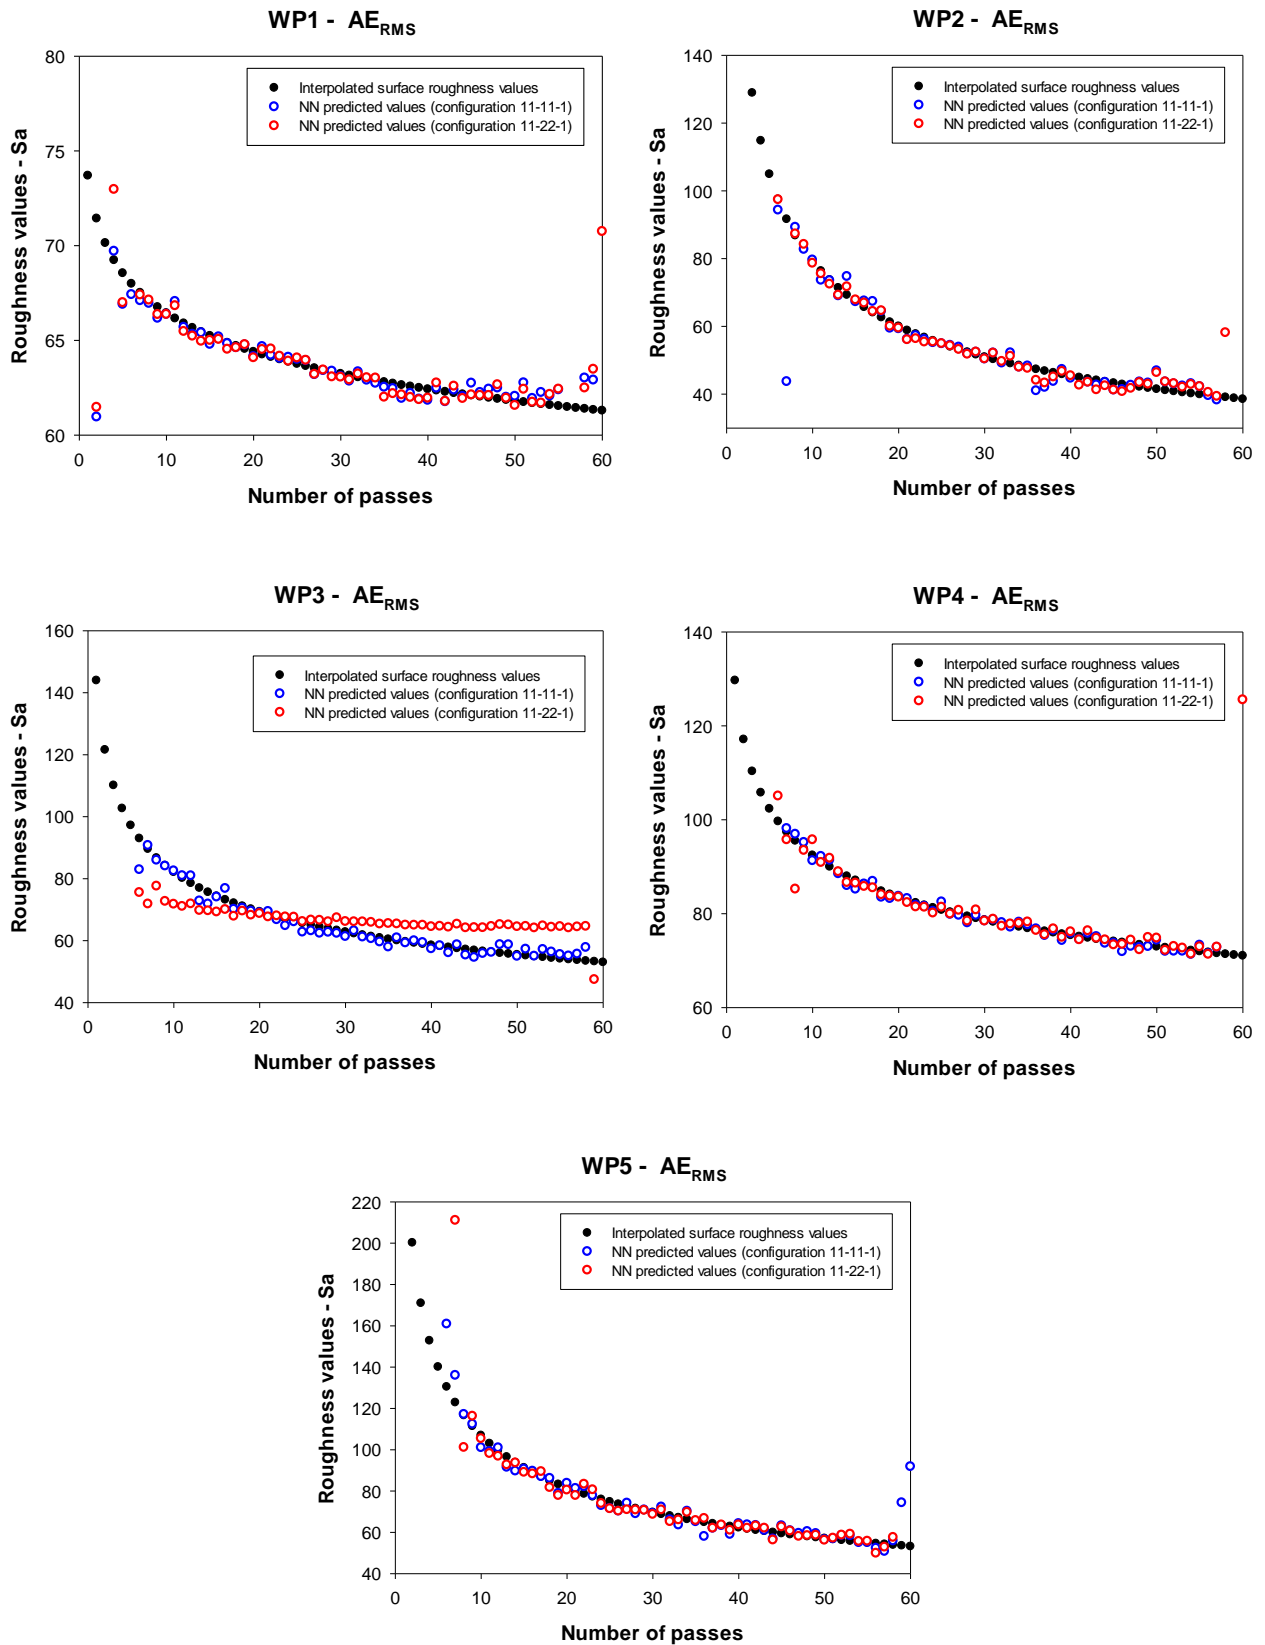 WP1 - AERMS
80
75
70
65
60
0 10 20 30 40 50 60
Roughness values - Sa
Number of passes
Interpolated surface roughness values
NN predicted values (configuration 11-11-1)
NN predicted values (configuration 11-22-1)
WP2 - AERMS
140
120
100
80
60
40
0 10 20 30 40 50 60
Roughness values - Sa
Number of passes
Interpolated surface roughness values
NN predicted values (configuration 11-11-1)
NN predicted values (configuration 11-22-1)
WP3 - AERMS
160
140
120
100
80
60
40
0 10 20 30 40 50 60
Roughness values - Sa
Number of passes
Interpolated surface roughness values
NN predicted values (configuration 11-11-1)
NN predicted values (configuration 11-22-1)
WP4 - AERMS
140
120
100
80
60
0 10 20 30 40 50 60
Roughness values - Sa
Number of passes
Interpolated surface roughness values
NN predicted values (configuration 11-11-1)
NN predicted values (configuration 11-22-1)
WP5 - AERMS
220
200
180
160
140
120
100
80
60
40
0 10 20 30 40 50 60
Roughness values - Sa
Number of passes
Interpolated surface roughness values
NN predicted values (configuration 11-11-1)
NN predicted values (configuration 11-22-1)